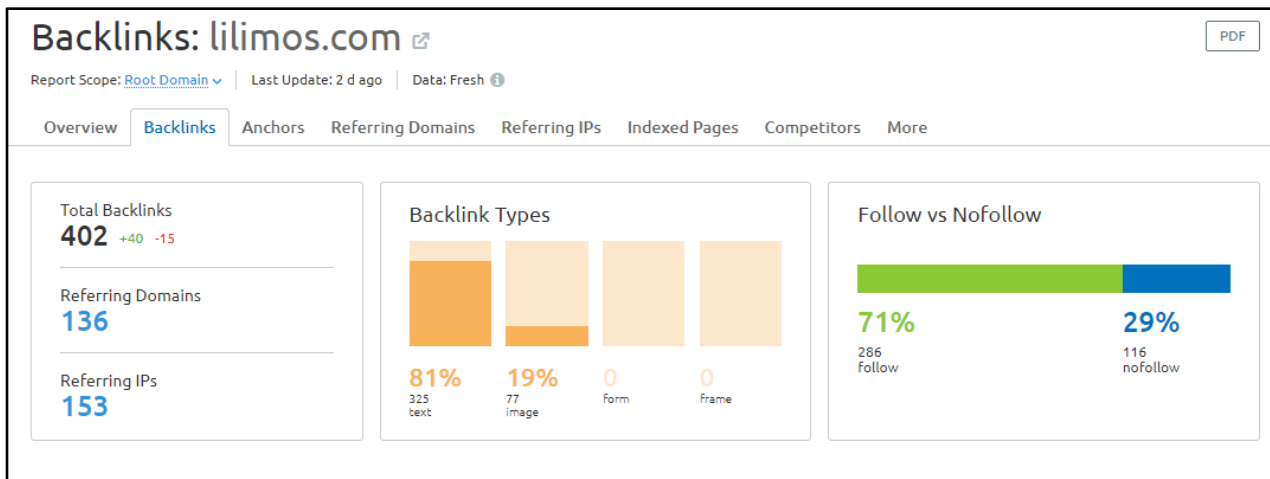 Backlinks: lilimos.com
PDF
Report Scope: Root Domain Last Update: 2 d ago Data: Fresh
Overview Backlinks Anchors Referring Domains Referring IPs Indexed Pages Competitors More
Total Backlinks
402 +40 -15
Referring Domains
136
Referring IPs
153
Backlink Types
81% 19% 0 0
325 77 form frame
text image
Follow vs Nofollow
71% 29%
286 116
follow nofollow